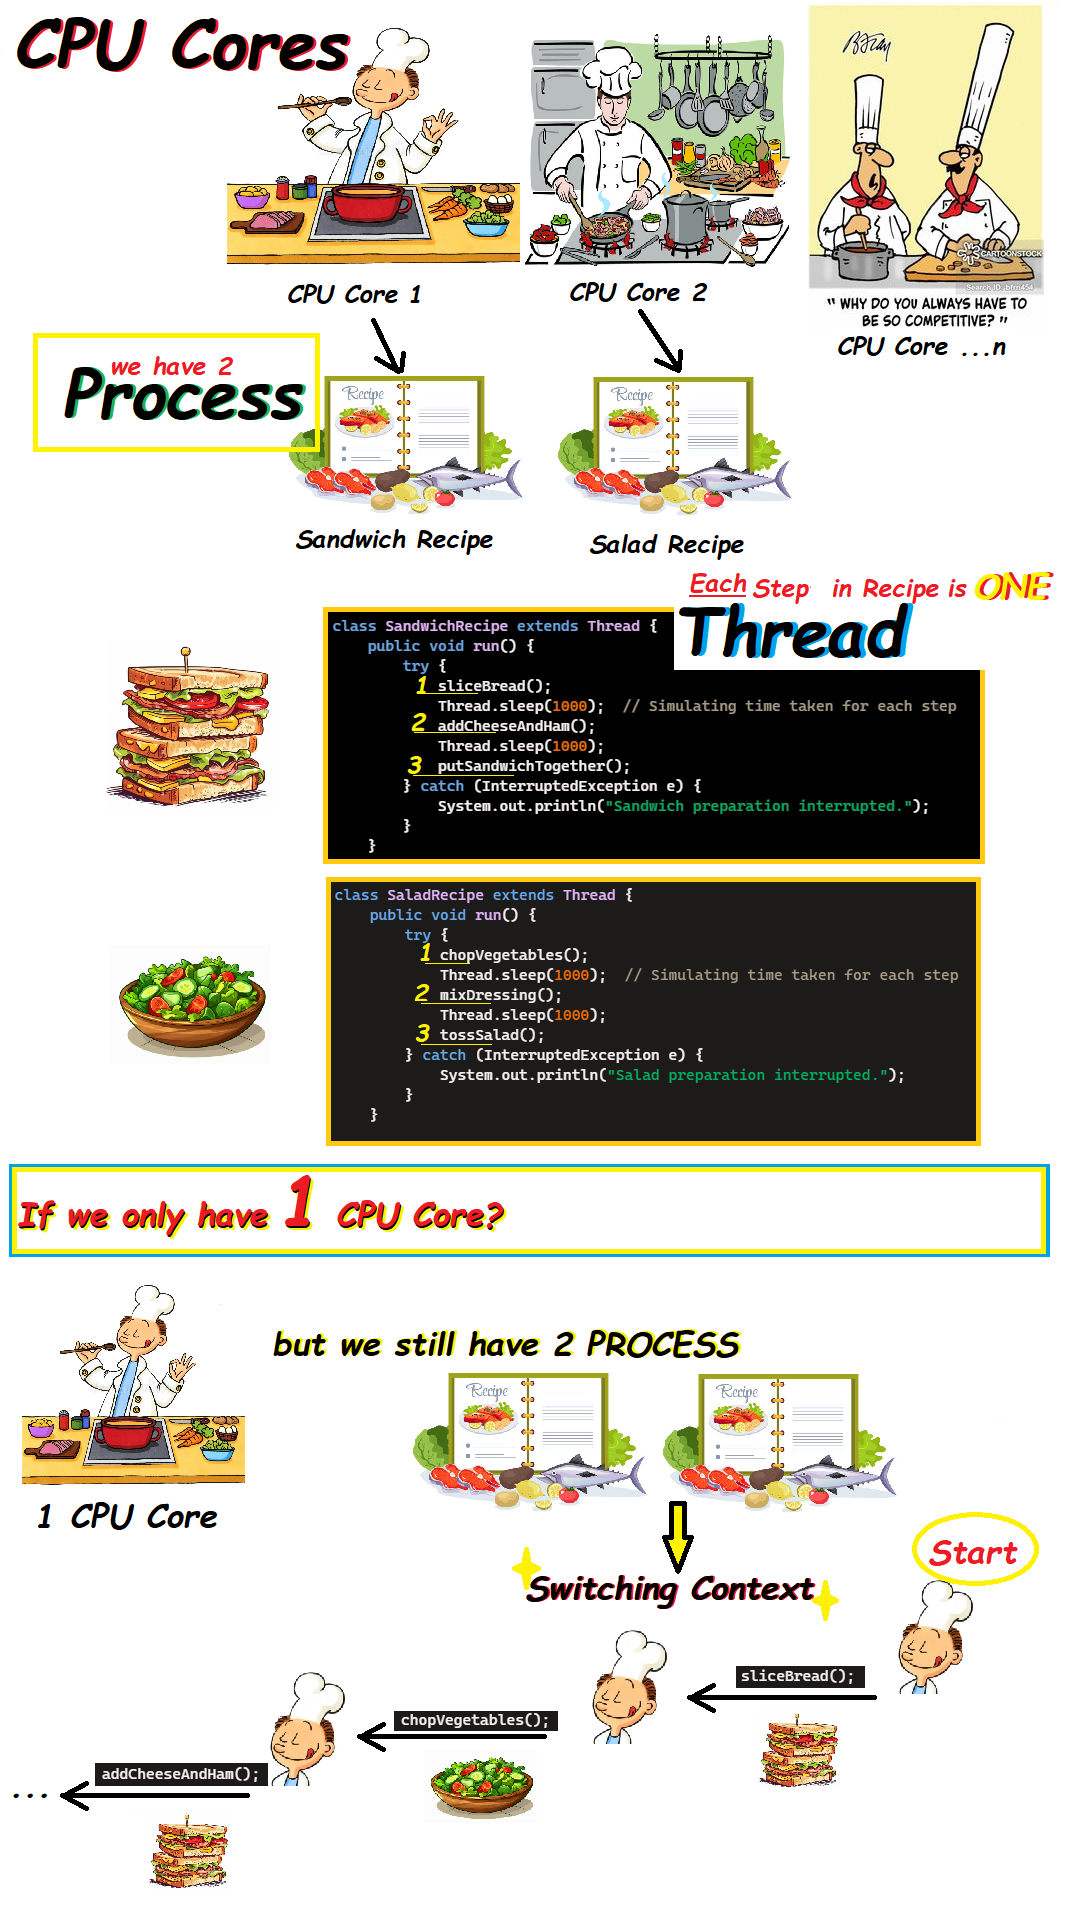 CPU Cores
CPU Core 1
CPU Core 2
CARTOONSTOCK
Search ID: bfrn454
" WHY DO YOU ALWAYS HAVE TO
BE SO COMPETITIVE? "
CPU Core ...n
we have 2
Process
Recipe
Recipe
Sandwich Recipe
Salad Recipe
Each Step in Recipe is ONE
Thread
class SandwichRecipe extends Thread {
public void run() {
try {
1 sliceBread();
Thread.sleep(1000); // Simulating time taken for each step
2 addCheeseAndHam();
Thread.sleep(1000);
3 putSandwichTogether();
} catch (InterruptedException e) {
System.out.println("Sandwich preparation interrupted.");
}
}
class SaladRecipe extends Thread {
public void run() {
try {
1 chopVegetables();
Thread.sleep(1000); // Simulating time taken for each step
2 mixDressing();
Thread.sleep(1000);
3 tossSalad();
} catch (InterruptedException e) {
System.out.println("Salad preparation interrupted.");
}
}
If we only have 1 CPU Core?
but we still have 2 PROCESS
Recipe
Recipe
1 CPU Core
Start
Switching Context
sliceBread();
chopVegetables();
addCheeseAndHam();
...